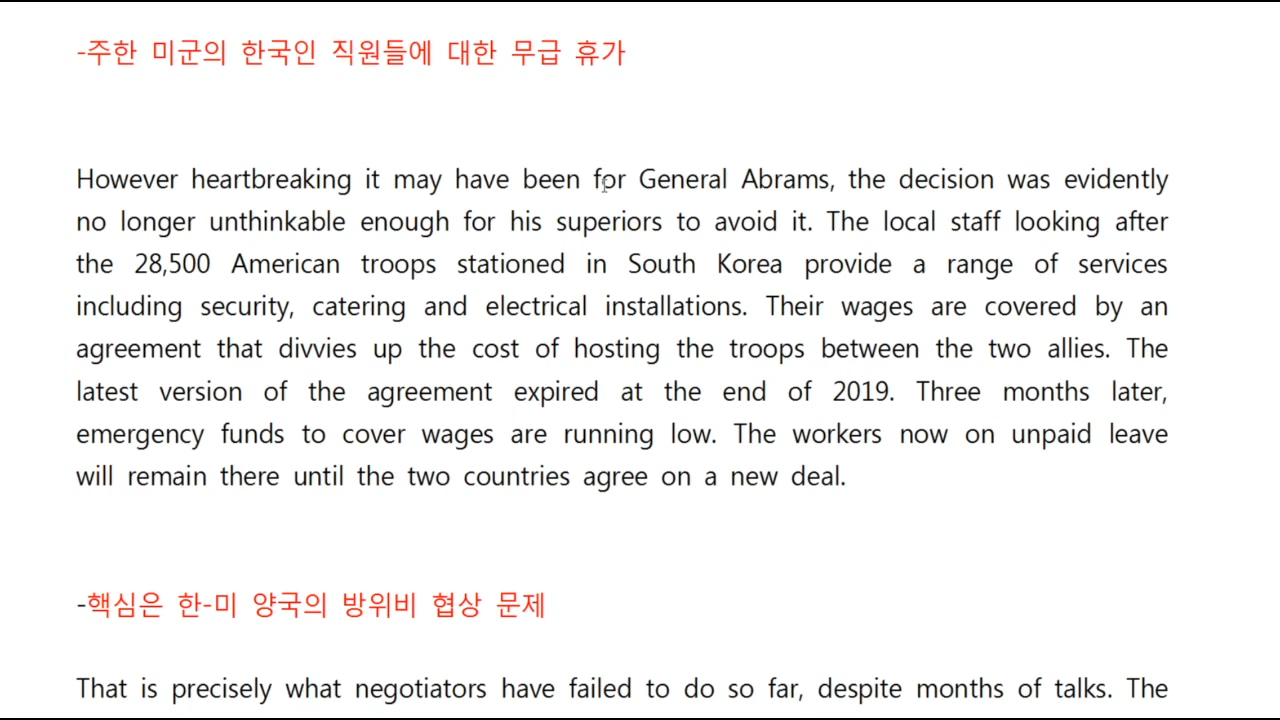 -주한 미군의 한국인 직원들에 대한 무급 휴가
However heartbreaking it may have been for General Abrams, the decision was evidently
no longer unthinkable enough for his superiors to avoid it. The local staff looking after
the 28,500 American troops stationed in South Korea provide a range of services
including security, catering and electrical installations. Their wages are covered by an
agreement that divvies up the cost of hosting the troops between the two allies. The
latest version of the agreement expired at the end of 2019. Three months later,
emergency funds to cover wages are running low. The workers now on unpaid leave
will remain there until the two countries agree on a new deal.
-핵심은 한-미 양국의 방위비 협상 문제
That is precisely what negotiators have failed to do so far, despite months of talks. The